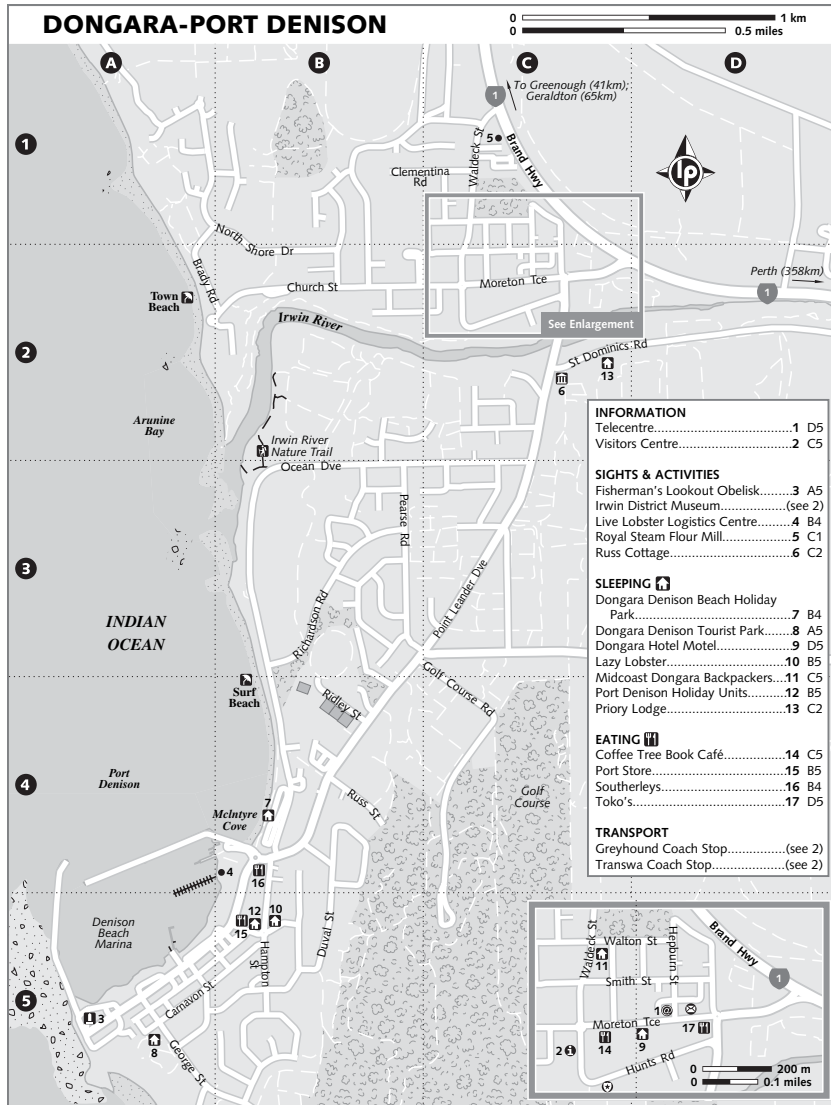 DONGARA-PORT DENISON
0 1 km
0 0.5 miles
A B C D
To Greenough (41km);
Geraldton (65km)
1
1
5
Waldeck St
Brand Hwy
Clementina
Rd
lp
North Shore Dr
Brady Rd
Perth (358km)
Moreton Tce
Church St
1
Town
Beach
Irwin River
See Enlargement
2
St Dominics Rd
6
13
Arunine
Bay
Irwin River
Nature Trail
Ocean Dve
Pearse Rd
3
Point Leander Dve
INDIAN
OCEAN
Richardson Rd
Surf
Beach
Golf Course Rd
Ridley St
Port
Denison
4
Russ St
Golf
Course
7
McIntyre
Cove
4
16
Denison
Beach
Marina
12 10
15
Hampton St
Duval St
Carnavon St
5
3
8
George St
INFORMATION
Telecentre 1 D5
Visitors Centre 2 C5
SIGHTS & ACTIVITIES
Fisherman's Lookout Obelisk 3 A5
Irwin District Museum (see 2)
Live Lobster Logistics Centre 4 B4
Royal Steam Flour Mill 5 C1
Russ Cottage 6 C2
SLEEPING
Dongara Denison Beach Holiday
Park 7 B4
Dongara Denison Tourist Park 8 A5
Dongara Hotel Motel 9 D5
Lazy Lobster 10 B5
Midcoast Dongara Backpackers 11 C5
Port Denison Holiday Units 12 B5
Priory Lodge 13 C2
EATING
Coffee Tree Book Café 14 C5
Port Store 15 B5
Southerleys 16 B4
Toko's 17 D5
TRANSPORT
Greyhound Coach Stop (see 2)
Transwa Coach Stop (see 2)
Waldeck St
Walton St
Hepburn St
Brand Hwy
11
1
Smith St
1 @
Moreton Tce
17
2
14
9
Hunts Rd
0 200 m
0 0.1 miles